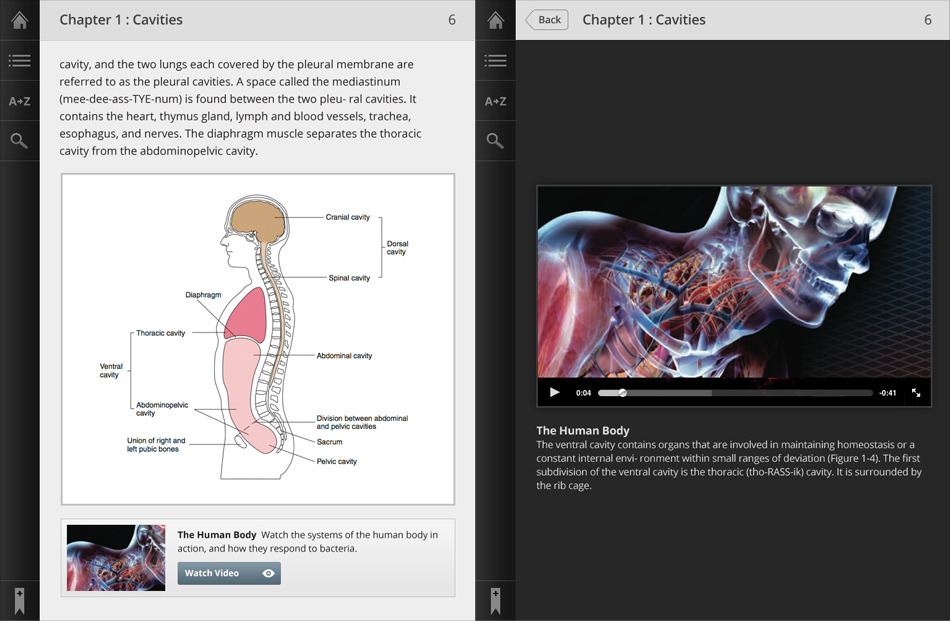 Chapter 1 : Cavities
6
A→Z
cavity, and the two lungs each covered by the pleural membrane are
referred to as the pleural cavities. A space called the mediastinum
(mee-dee-ass-TYE-num) is found between the two pleu- ral cavities. It
contains the heart, thymus gland, lymph and blood vessels, trachea,
esophagus, and nerves. The diaphragm muscle separates the thoracic
cavity from the abdominopelvic cavity.
Cranial cavity
Dorsal
cavity
Spinal cavity
Diaphragm
Thoracic cavity
Abdominal cavity
Ventral
cavity
Abdominopelvic
cavity
Division between abdominal
and pelvic cavities
Union of right and
left pubic bones
Sacrum
Pelvic cavity
The Human Body Watch the systems of the human body in
action, and how they respond to bacteria.
Watch Video
Back
Chapter 1 : Cavities
6
A→Z
0:04
-0:41
The Human Body
The ventral cavity contains organs that are involved in maintaining homeostasis or a
constant internal envi- ronment within small ranges of deviation (Figure 1-4). The first
subdivision of the ventral cavity is the thoracic (tho-RASS-ik) cavity. It is surrounded by
the rib cage.